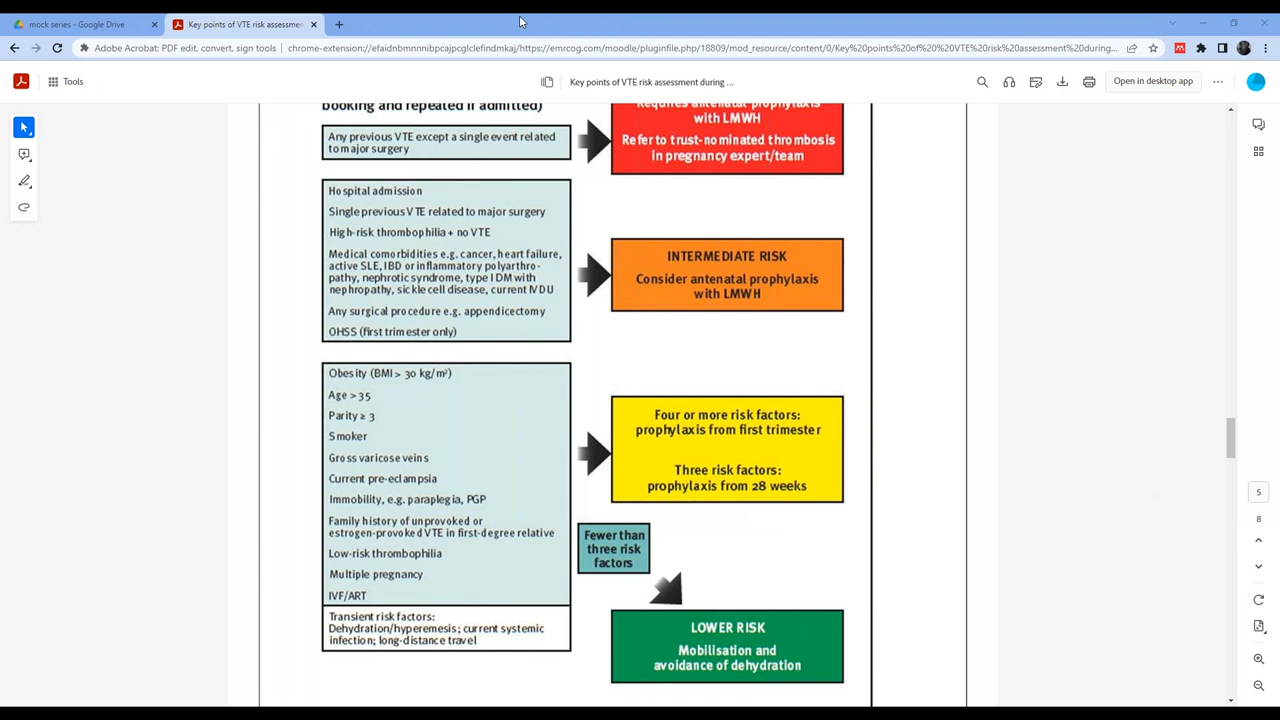 mock series - Google Drive
Key points of VTE risk assessmen
Adobe Acrobat: PDF edit, convert, sign tools
chrome-extension://efaidnbmnnnibpcajpcglclefindmkaj/https://emrcog.com/moodle/pluginfile.php/18809/mod_resource/content/0/Key%20points%20of%20%20VTE%20risk%20assessment%20during...
Tools
Key points of VTE risk assessment during ...
Open in desktop app
booking and repeated if admitted)
Requires antenatal prophylaxis
with LMWH
Refer to trust-nominated thrombosis
in pregnancy expert/team
Any previous VTE except a single event related
to major surgery
Hospital admission
Single previous VTE related to major surgery
High-risk thrombophilia + no VTE
Medical comorbidities e.g. cancer, heart failure,
active SLE, IBD or inflammatory polyarthro-
pathy, nephrotic syndrome, type I DM with
nephropathy, sickle cell disease, current IVDU
Any surgical procedure e.g. appendicectomy
OHSS (first trimester only)
INTERMEDIATE RISK
Consider antenatal prophylaxis
with LMWH
Obesity (BMI > 30 kg/m²)
Age > 35
Parity ≥ 3
Smoker
Gross varicose veins
Current pre-eclampsia
Immobility, e.g. paraplegia, PGP
Family history of unprovoked or
estrogen-provoked VTE in first-degree relative
Low-risk thrombophilia
Multiple pregnancy
IVF/ART
Transient risk factors:
Dehydration/hyperemesis; current systemic
infection; long-distance travel
Four or more risk factors:
prophylaxis from first trimester
Three risk factors:
prophylaxis from 28 weeks
Fewer than
three risk
factors
LOWER RISK
Mobilisation and
avoidance of dehydration
5
8